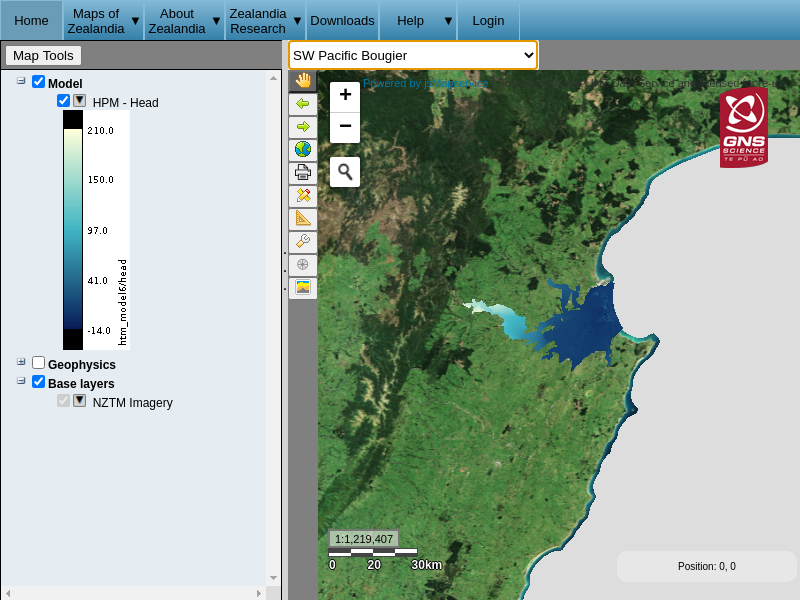 Home
Maps of Zealandia ▼
About Zealandia ▼
Zealandia Research ▼
Downloads
Help ▼
Login
Map Tools
SW Pacific Bougier
Model
HPM - Head
210.0
150.0
97.0
41.0
-14.0
htm_model6/head
Geophysics
Base layers
NZTM Imagery
Powered by
+
−
GNS
SCIENCE
TE PŪ AO
1:1,219,407
0 20 30km
Position: 0, 0